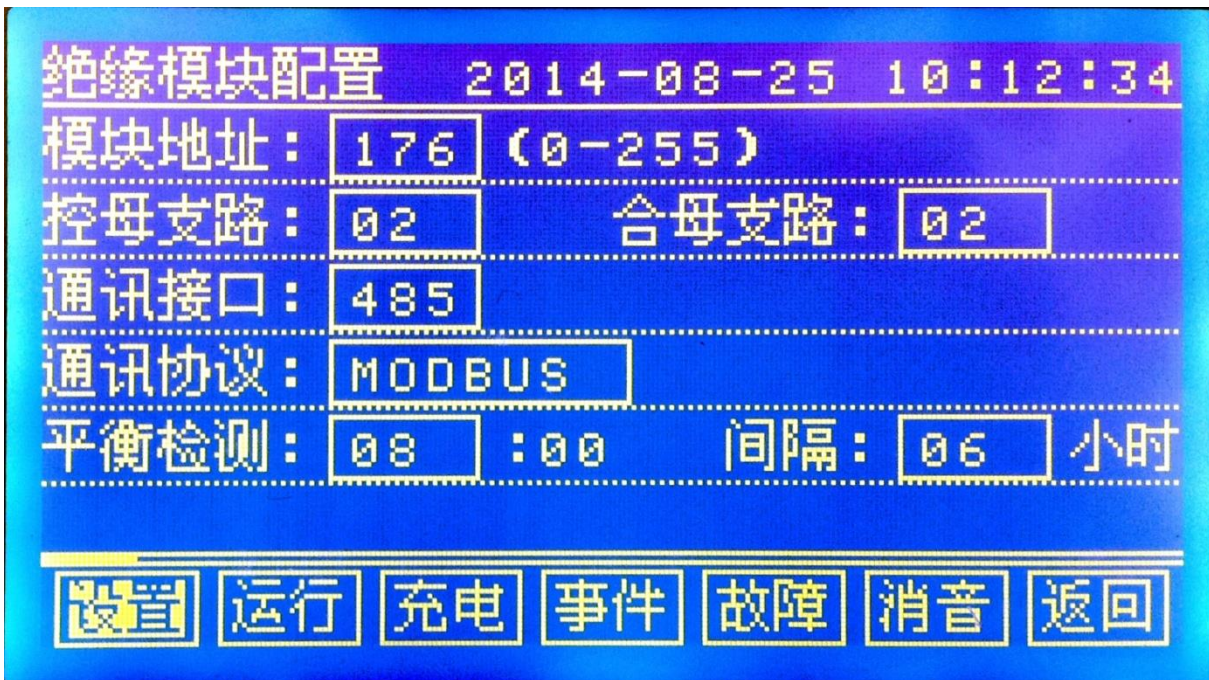 绝缘模块配置 2014-08-25 10:12:34
模块地址: 176 (0-255)
控母支路: 02 合母支路: 02
通讯接口: 485
通讯协议: MODBUS
平衡检测: 08 :00 间隔: 06 小时
设置 运行 充电 事件 故障 消音 返回